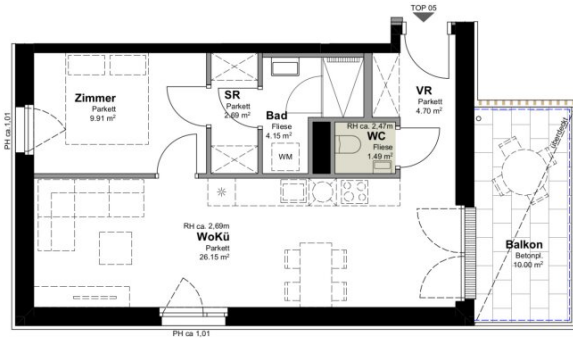 TOP 05
Zimmer
Parkett
9.91 m²
SR
Parkett
2.69 m²
Bad
Fliese
4.15 m²
WM
VR
Parkett
4.70 m²
RH ca. 2,47m
WC
Fliese
1.49 m²
PH ca.1,01
RH ca. 2,69m
WoKü
Parkett
26.15 m²
überdeckt
Balkon
Betonpl.
10.00 m²
PH ca 1,01